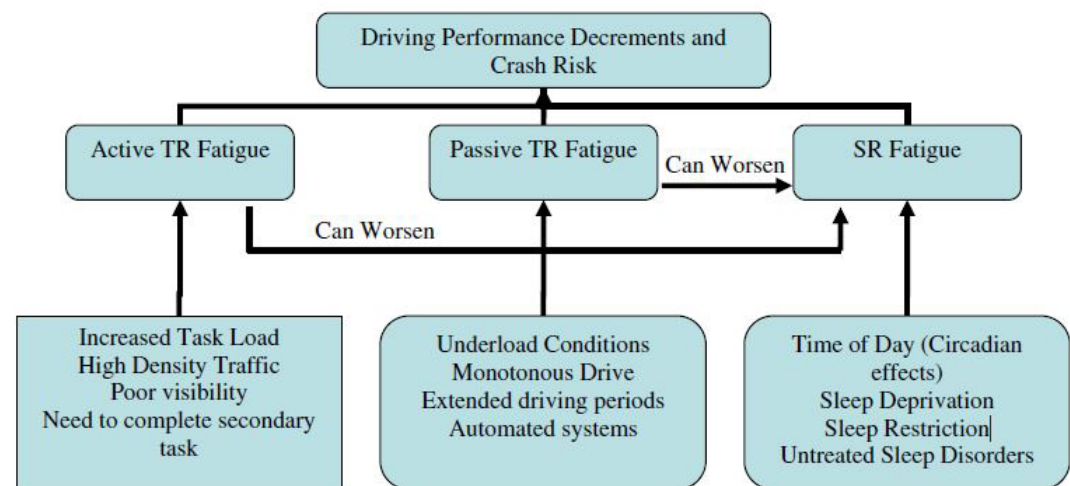 Driving Performance Decrements and
Crash Risk
Active TR Fatigue
Passive TR Fatigue
SR Fatigue
Can Worsen
Can Worsen
Increased Task Load
High Density Traffic
Poor visibility
Need to complete secondary
task
Underload Conditions
Monotonous Drive
Extended driving periods
Automated systems
Time of Day (Circadian
effects)
Sleep Deprivation
Sleep Restriction
Untreated Sleep Disorders